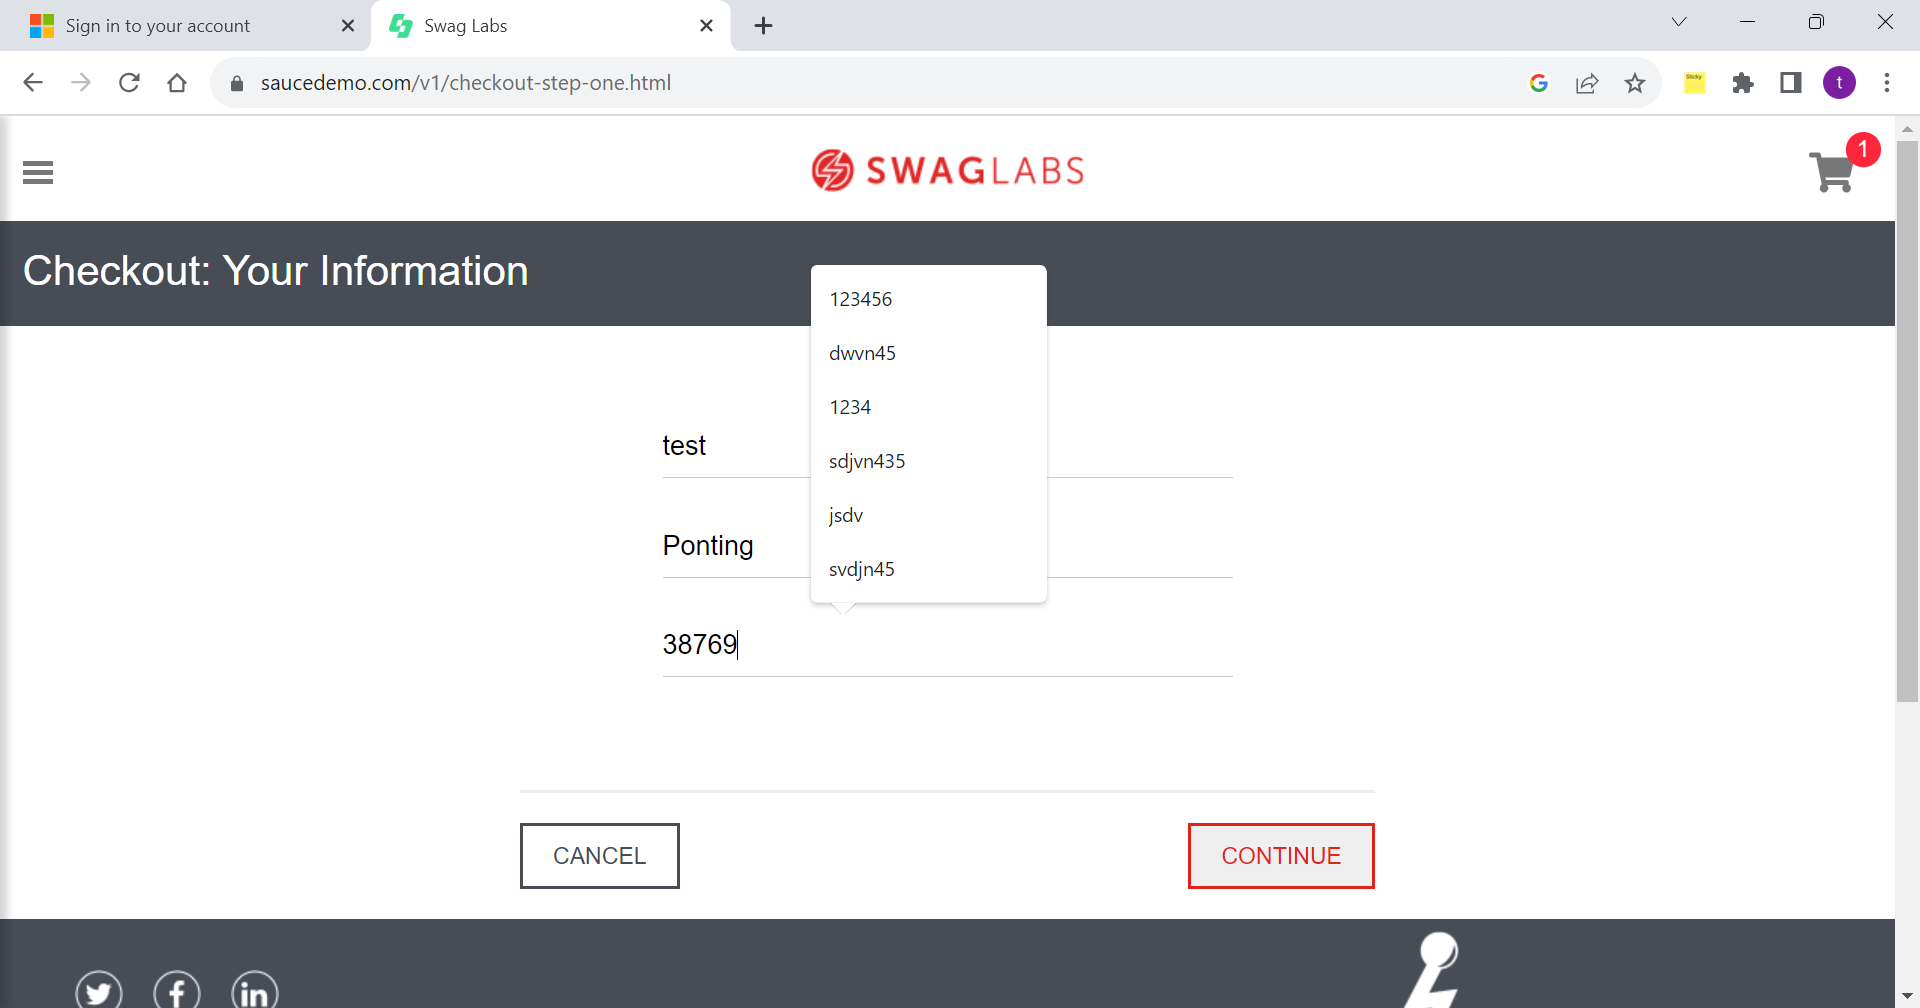 Sign in to your account
Swag Labs
saucedemo.com/v1/checkout-step-one.html
Sticky
t
SWAGLABS
1
Checkout: Your Information
123456
dwvn45
1234
sdjvn435
jsdv
svdjn45
test
Ponting
38769
CANCEL
CONTINUE